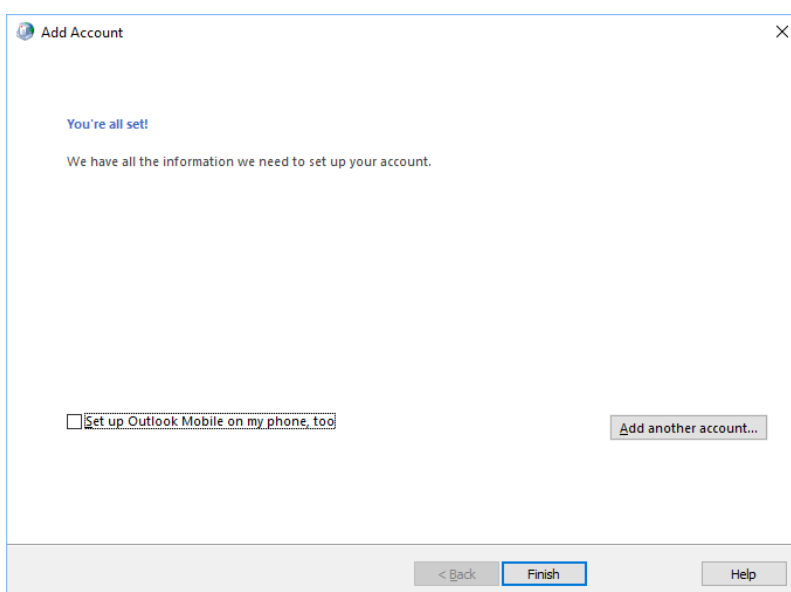 Add Account
You're all set!
We have all the information we need to set up your account.
Set up Outlook Mobile on my phone, too
Add another account...
< Back
Finish
Help